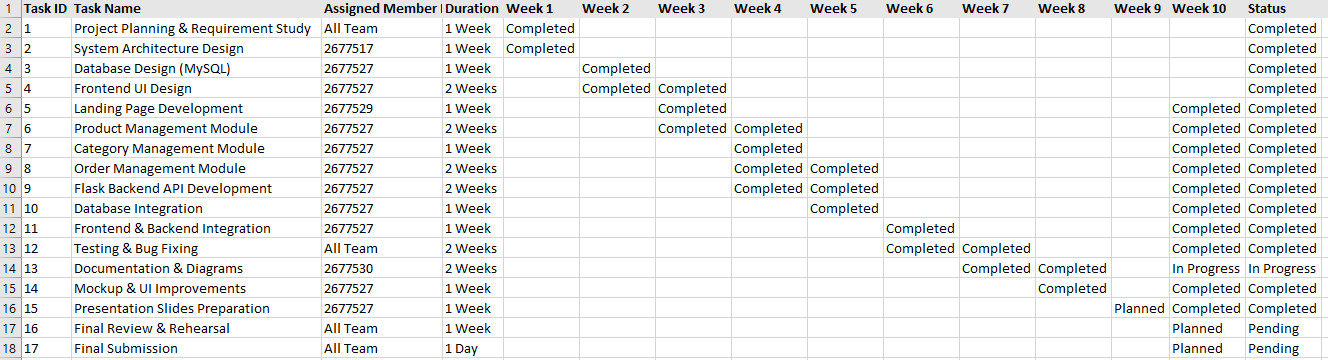 1 Task ID Task Name Assigned Member Duration Week 1 Week 2 Week 3 Week 4 Week 5 Week 6 Week 7 Week 8 Week 9 Week 10 Status
2 1 Project Planning & Requirement Study All Team 1 Week Completed Completed
3 2 System Architecture Design 2677517 1 Week Completed Completed
4 3 Database Design (MySQL) 2677527 1 Week Completed Completed
5 4 Frontend UI Design 2677527 2 Weeks Completed Completed Completed
6 5 Landing Page Development 2677529 1 Week Completed Completed Completed
7 6 Product Management Module 2677527 2 Weeks Completed Completed Completed Completed
8 7 Category Management Module 2677527 1 Week Completed Completed Completed
9 8 Order Management Module 2677527 2 Weeks Completed Completed Completed Completed
10 9 Flask Backend API Development 2677527 2 Weeks Completed Completed Completed Completed
11 10 Database Integration 2677527 1 Week Completed Completed Completed
12 11 Frontend & Backend Integration 2677527 1 Week Completed Completed Completed
13 12 Testing & Bug Fixing All Team 2 Weeks Completed Completed Completed Completed
14 13 Documentation & Diagrams 2677530 2 Weeks Completed Completed In Progress In Progress
15 14 Mockup & UI Improvements 2677527 1 Week Completed Completed Completed
16 15 Presentation Slides Preparation 2677527 1 Week Planned Completed Completed
17 16 Final Review & Rehearsal All Team 1 Week Planned Pending
18 17 Final Submission All Team 1 Day Planned Pending